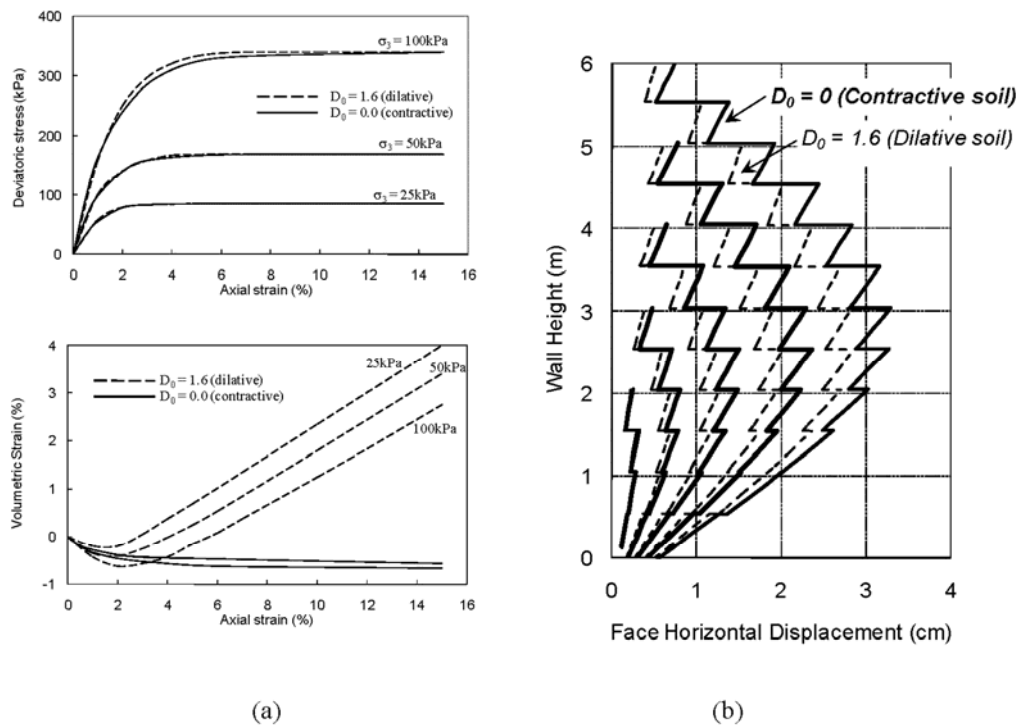 400
300
200
100
0
Deviatoric stress (kPa)
σ3 = 100kPa
D0 = 1.6 (dilative)
D0 = 0.0 (contractive)
σ3 = 50kPa
σ3 = 25kPa
0 2 4 6 8 10 12 14 16
Axial strain (%)
4
3
2
1
0
-1
Volumetric Strain (%)
D0 = 1.6 (dilative)
D0 = 0.0 (contractive)
25kPa
50kPa
100kPa
0 2 4 6 8 10 12 14 16
Axial strain (%)
(a)
6
5
4
3
2
1
0
Wall Height (m)
D0 = 0 (Contractive soil)
D0 = 1.6 (Dilative soil)
0 1 2 3 4
Face Horizontal Displacement (cm)
(b)